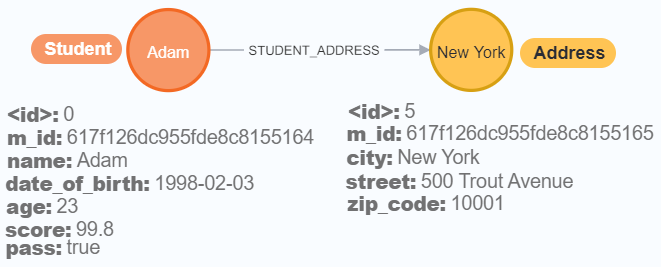 Student
Adam
STUDENT_ADDRESS
New York
Address
<id>: 0
m_id: 617f126dc955fde8c8155164
name: Adam
date_of_birth: 1998-02-03
age: 23
score: 99.8
pass: true
<id>: 5
m_id: 617f126dc955fde8c8155165
city: New York
street: 500 Trout Avenue
zip_code: 10001